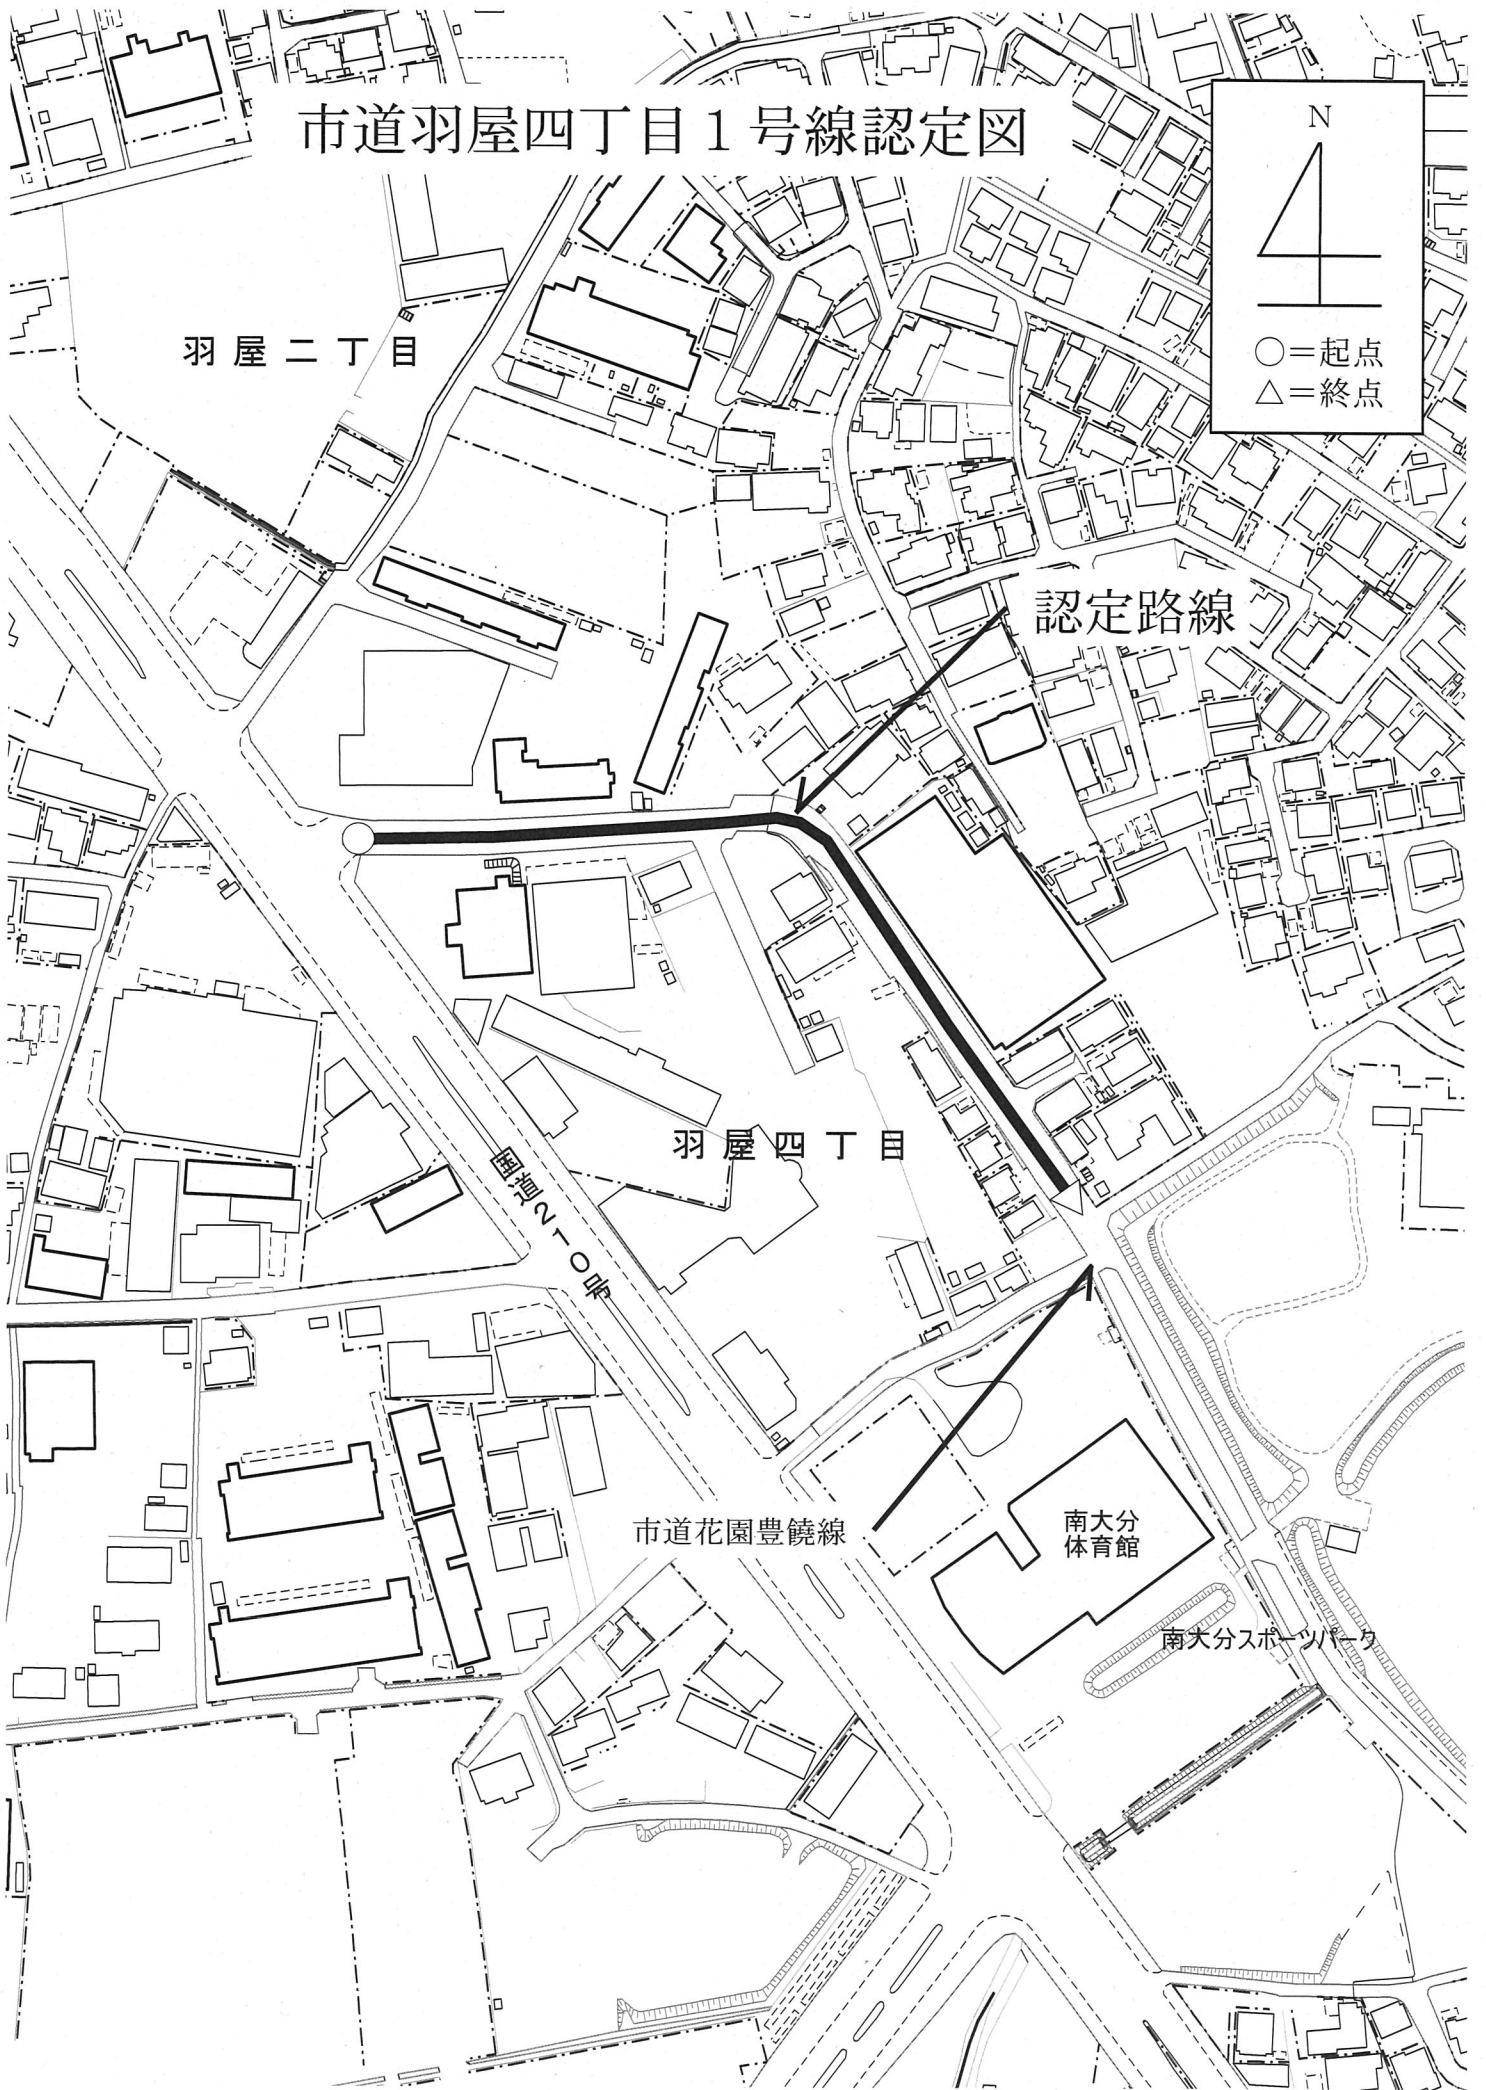 市道羽屋四丁目1号線認定図
N
○=起点
△=終点
羽屋二丁目
認定路線
羽屋四丁目
国道210号
市道花園豊饒線
南大分
体育館
南大分スポーツパーク